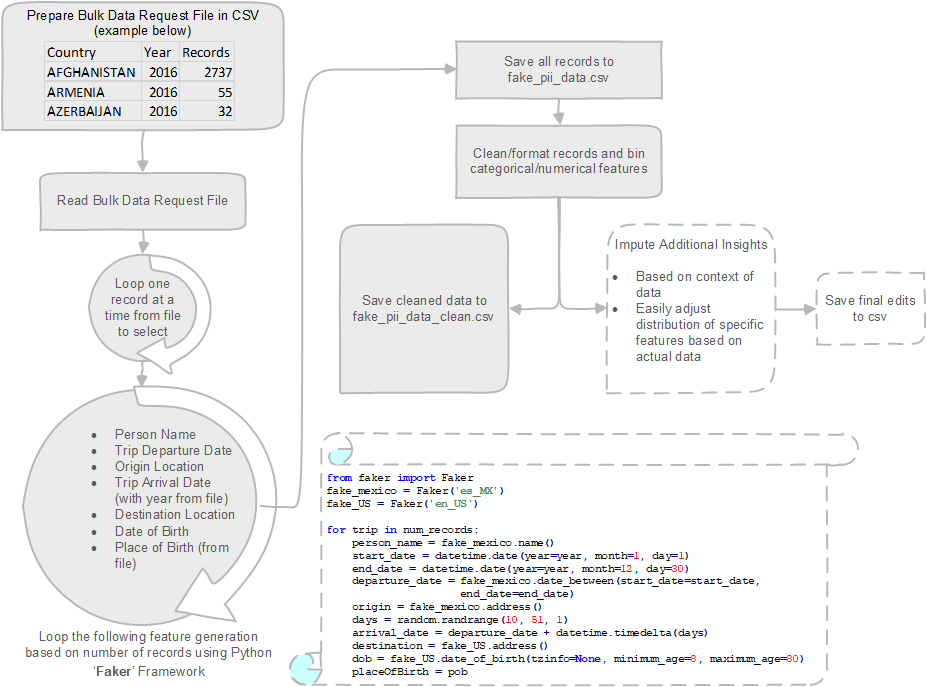 Prepare Bulk Data Request File in CSV
(example below)
Country Year Records
AFGHANISTAN 2016 2737
ARMENIA 2016 55
AZERBAIJAN 2016 32
Read Bulk Data Request File
Loop one
record at a
time from file
to select
• Person Name
• Trip Departure Date
• Origin Location
• Trip Arrival Date
(with year from file)
• Destination Location
• Date of Birth
• Place of Birth (from
file)
Loop the following feature generation
based on number of records using Python
‘Faker’ Framework
Save all records to
fake_pii_data.csv
Clean/format records and bin
categorical/numerical features
Save cleaned data to
fake_pii_data_clean.csv
Impute Additional Insights
• Based on context of
data
• Easily adjust
distribution of specific
features based on
actual data
Save final edits
to csv
from faker import Faker
fake_mexico = Faker('es_MX')
fake_US = Faker('en_US')
for trip in num_records:
    person_name = fake_mexico.name()
    start_date = datetime.date(year=year, month=1, day=1)
    end_date = datetime.date(year=year, month=12, day=30)
    departure_date = fake_mexico.date_between(start_date=start_date,
                     end_date=end_date)
    origin = fake_mexico.address()
    days = random.randrange(10, 51, 1)
    arrival_date = departure_date + datetime.timedelta(days)
    destination = fake_US.address()
    dob = fake_US.date_of_birth(tzinfo=None, minimum_age=8, maximum_age=80)
    placeOfBirth = pob